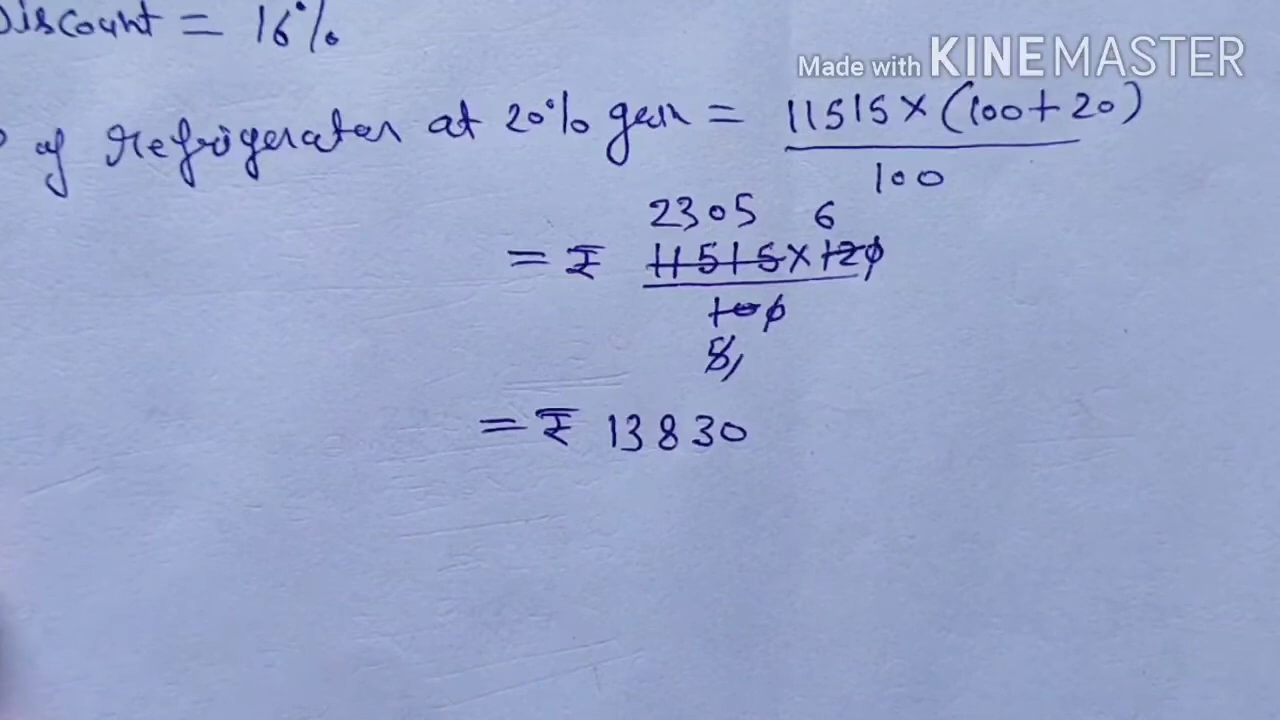 Discount = 16%
Made with KINEMASTER
of refrigerator at 20% gain = 11515 × (100+20)
100
2305 6
= ₹ 11515 × 120
100
5
= ₹ 13830